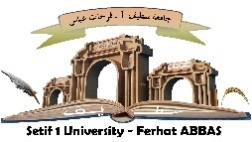 جامعة سطيف 1 - فرحات عباس
Setif 1 University - Ferhat ABBAS